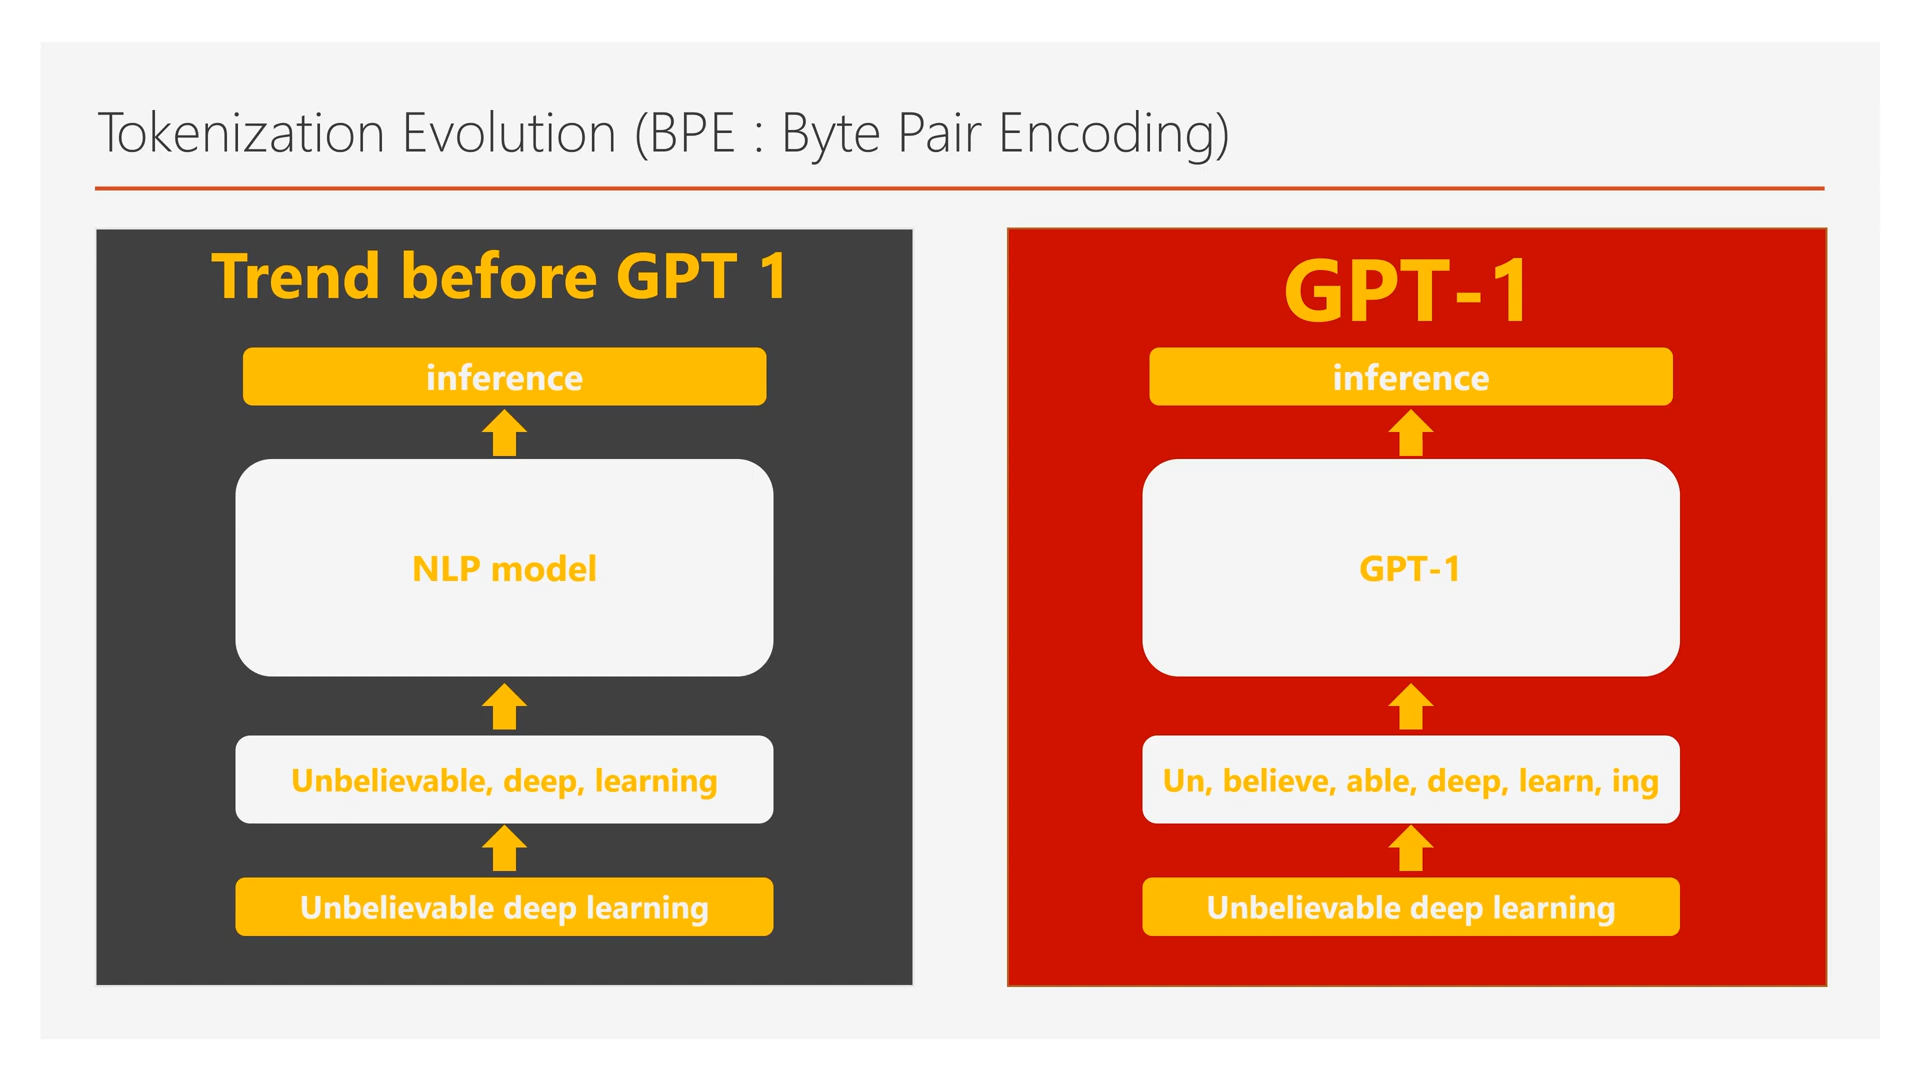 Tokenization Evolution (BPE : Byte Pair Encoding)
Trend before GPT 1
inference
NLP model
Unbelievable, deep, learning
Unbelievable deep learning
GPT-1
inference
GPT-1
Un, believe, able, deep, learn, ing
Unbelievable deep learning